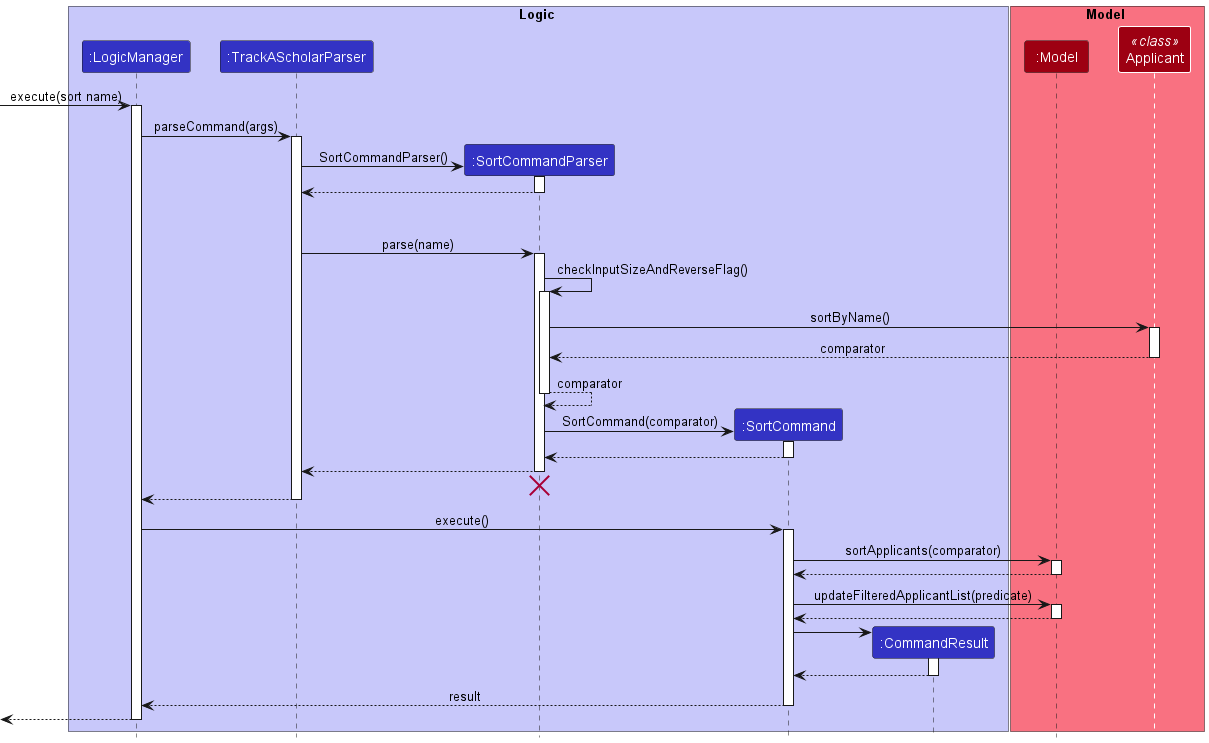 Logic
Model
:LogicManager
:TrackAScholarParser
:Model
«class»
Applicant
execute(sort name)
parseCommand(args)
SortCommandParser()
:SortCommandParser
parse(name)
checkInputSizeAndReverseFlag()
sortByName()
comparator
comparator
SortCommand(comparator)
:SortCommand
execute()
sortApplicants(comparator)
updateFilteredApplicantList(predicate)
:CommandResult
result